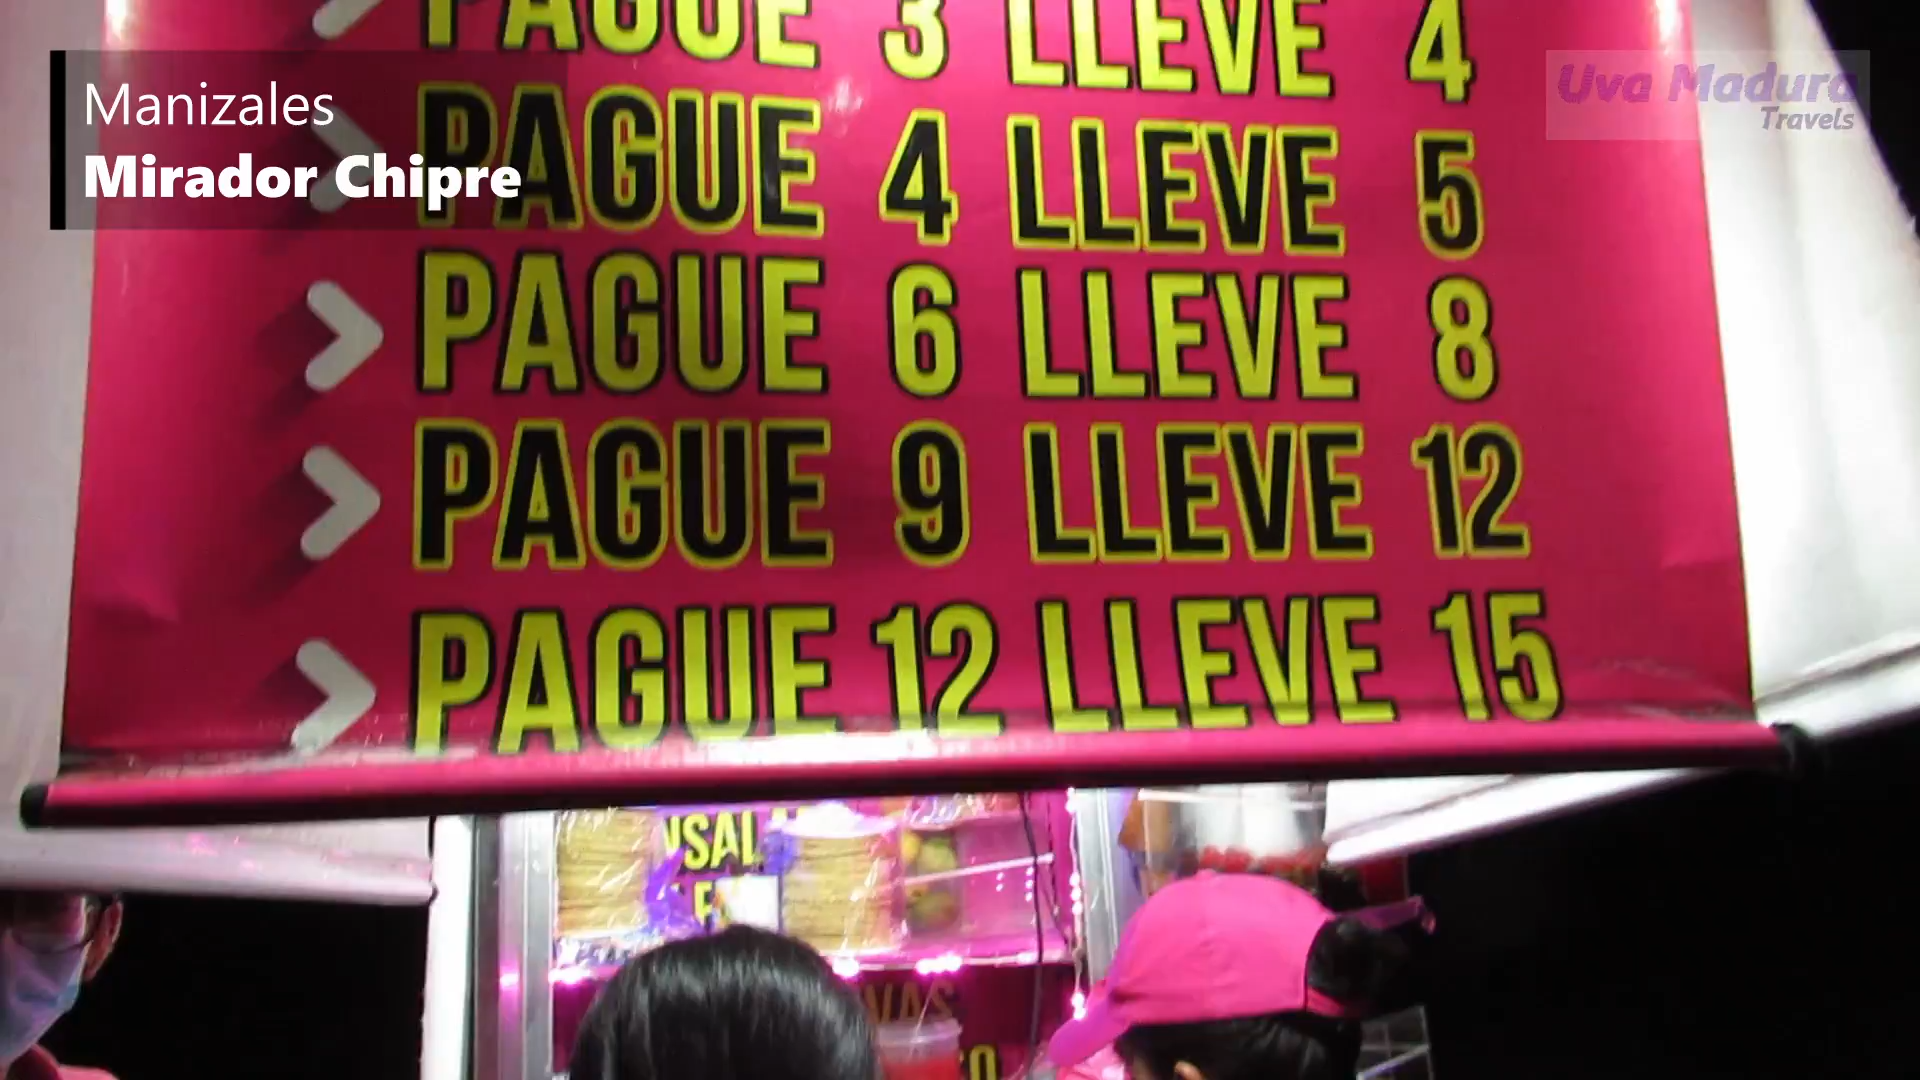 PAGUE 3 LLEVE 4
Manizales
Mirador Chipre
Uva Madura
Travels
PAGUE 4 LLEVE 5
PAGUE 6 LLEVE 8
PAGUE 9 LLEVE 12
PAGUE 12 LLEVE 15